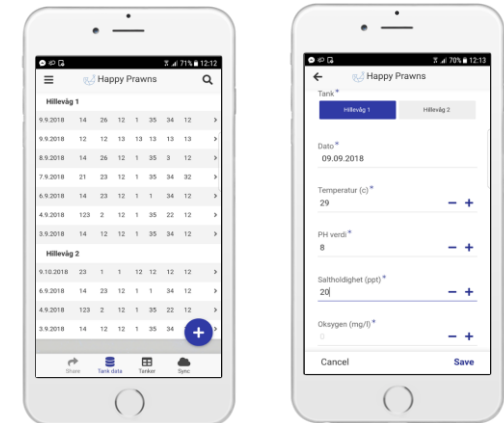 71% 12:12
Happy Prawns
Hillevåg 1
9.9.2018 14 26 12 1 35 34 12
9.9.2018 12 12 13 13 13 13 13
8.9.2018 14 26 12 1 35 3 12
7.9.2018 21 23 12 1 35 34 32
6.9.2018 14 23 12 1 1 34 12
4.9.2018 123 2 12 1 35 22 12
3.9.2018 14 12 12 1 35 34 12
Hillevåg 2
9.10.2018 23 1 1 12 12 12 12
6.9.2018 14 23 12 1 1 34 12
4.9.2018 123 2 12 1 35 22 12
3.9.2018 14 12 12 1 35 34
Share Tank data Tanker Sync
70% 12:13
Happy Prawns
Tank*
Hillevåg 1 Hillevåg 2
Dato*
09.09.2018
Temperatur (c)*
29
PH verdi*
8
Saltholdighet (ppt)*
20
Oksygen (mg/l)*
0
Cancel Save